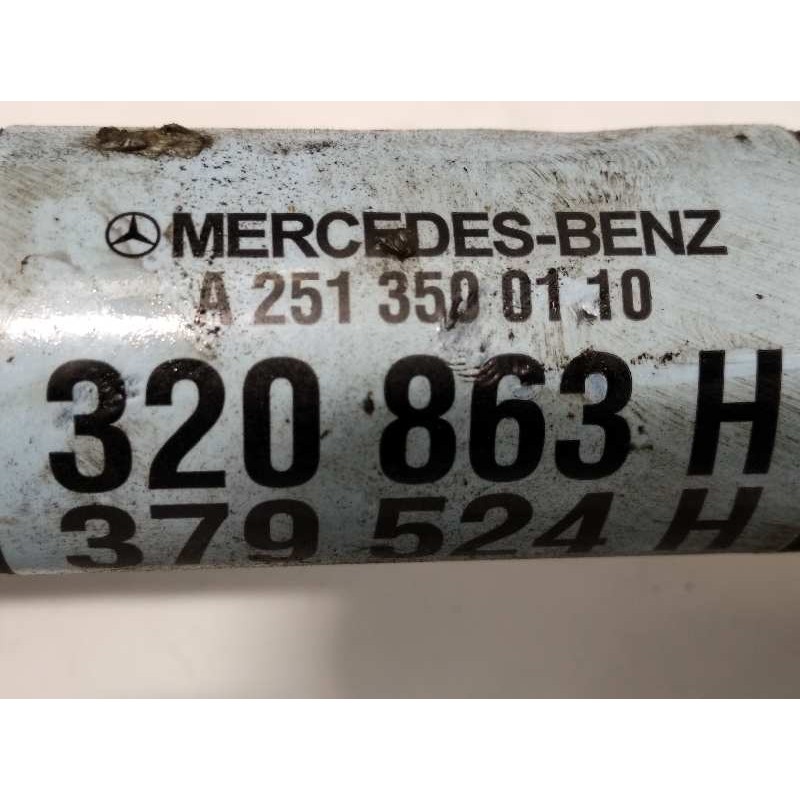 MERCEDES-BENZ
A 251 350 01 10
320 863 H
379 524 H